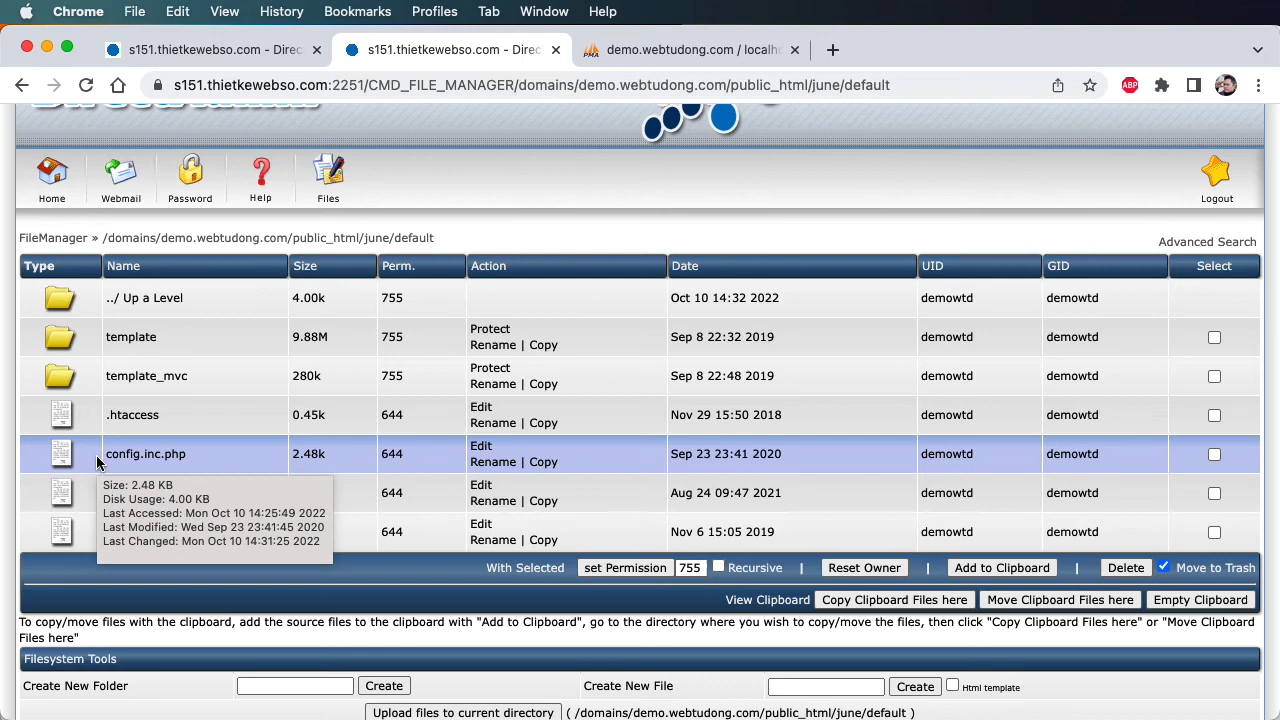 Chrome File Edit View History Bookmarks Profiles Tab Window Help
s151.thietkewebso.com - Direc s151.thietkewebso.com - Direc PMA demo.webtudong.com / localh
s151.thietkewebso.com:2251/CMD_FILE_MANAGER/domains/demo.webtudong.com/public_html/june/default ABP
Home Webmail Password Help Files Logout
FileManager » /domains/demo.webtudong.com/public_html/june/default
Advanced Search
Type Name Size Perm. Action Date UID GID Select
../ Up a Level 4.00k 755 Oct 10 14:32 2022 demowtd demowtd
template 9.88M 755 Protect Rename | Copy Sep 8 22:32 2019 demowtd demowtd
template_mvc 280k 755 Protect Rename | Copy Sep 8 22:48 2019 demowtd demowtd
.htaccess 0.45k 644 Edit Rename | Copy Nov 29 15:50 2018 demowtd demowtd
config.inc.php 2.48k 644 Edit Rename | Copy Sep 23 23:41 2020 demowtd demowtd
644 Edit Rename | Copy Aug 24 09:47 2021 demowtd demowtd
644 Edit Rename | Copy Nov 6 15:05 2019 demowtd demowtd
Size: 2.48 KB
Disk Usage: 4.00 KB
Last Accessed: Mon Oct 10 14:25:49 2022
Last Modified: Wed Sep 23 23:41:45 2020
Last Changed: Mon Oct 10 14:31:25 2022
With Selected set Permission 755 Recursive | Reset Owner | Add to Clipboard | Delete Move to Trash
View Clipboard Copy Clipboard Files here Move Clipboard Files here Empty Clipboard
To copy/move files with the clipboard, add the source files to the clipboard with "Add to Clipboard", go to the directory where you wish to copy/move the files, then click "Copy Clipboard Files here" or "Move Clipboard
Files here"
Filesystem Tools
Create New Folder Create Create New File Create Html template
Upload files to current directory ( /domains/demo.webtudong.com/public_html/june/default )